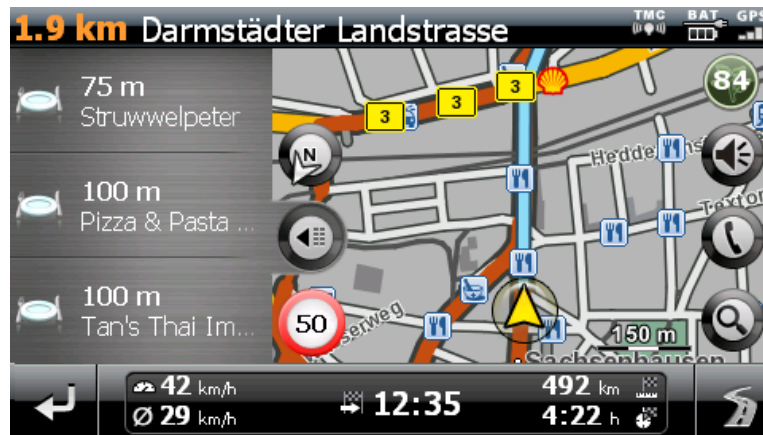 1.9 km Darmstädter Landstrasse
TMC BAT GPS
75 m
Struwwelpeter
100 m
Pizza & Pasta ...
100 m
Tan's Thai Im...
3 3 3
84
N
50
150 m
Sachsenhausen
42 km/h
Ø 29 km/h
12:35
492 km
4:22 h